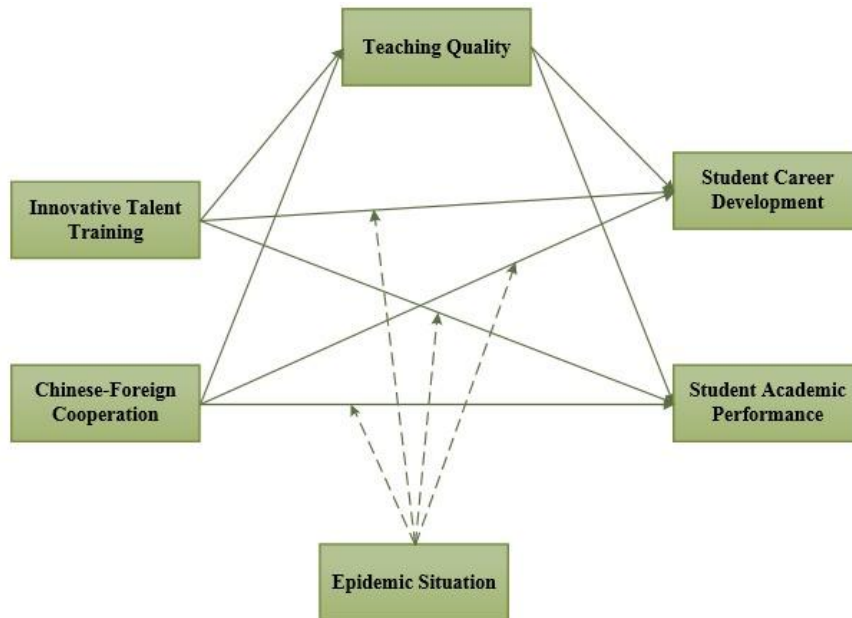 Teaching Quality
Innovative Talent
Training
Student Career
Development
Chinese-Foreign
Cooperation
Student Academic
Performance
Epidemic Situation